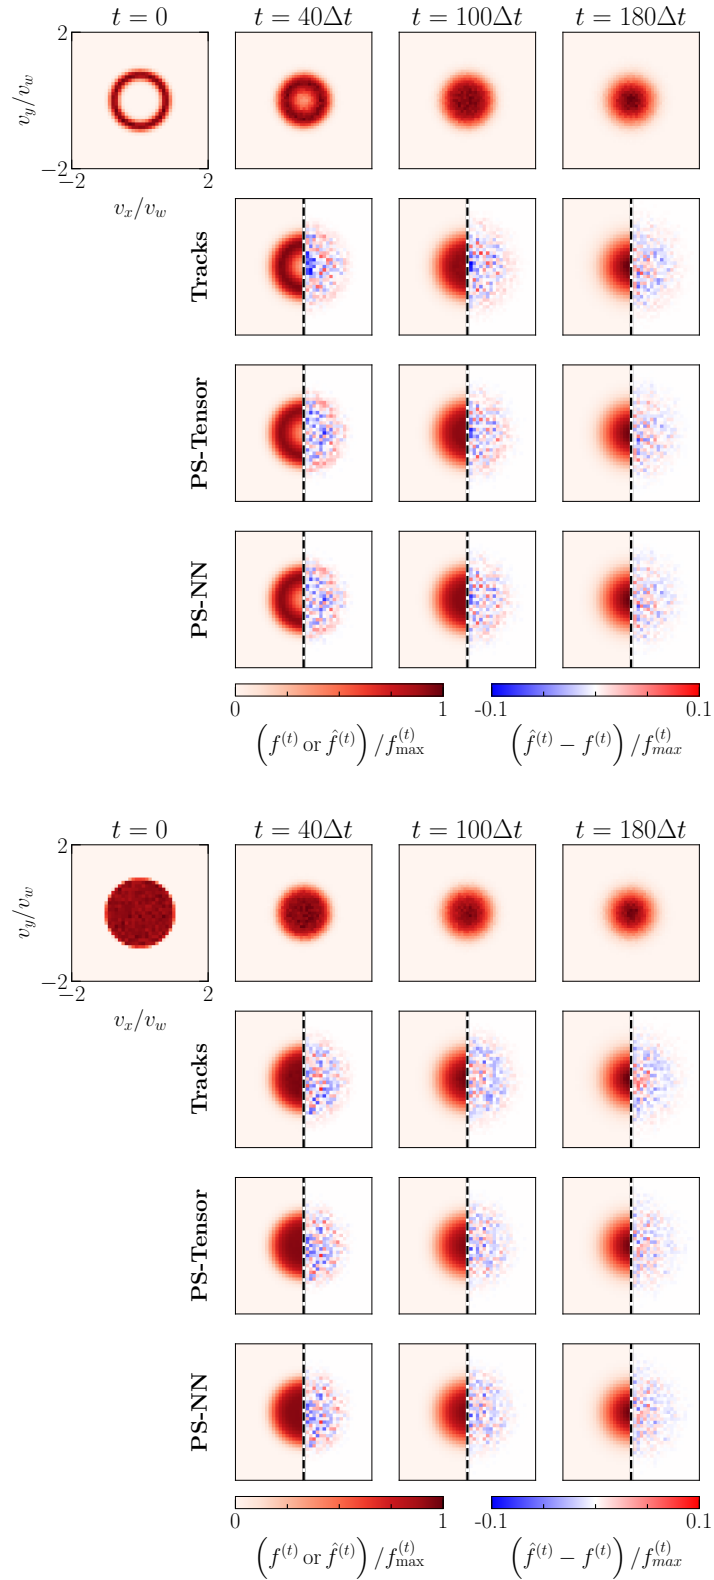 t = 0 t = 40Δt t = 100Δt t = 180Δt
2
v_y/v_w
−2
−2 2
v_x/v_w
Tracks
PS-Tensor
PS-NN
0 1 -0.1 0.1
(f^(t) or f̂^(t)) / f_max^(t) (f̂^(t) − f^(t)) / f_max^(t)
t = 0 t = 40Δt t = 100Δt t = 180Δt
2
v_y/v_w
−2
−2 2
v_x/v_w
Tracks
PS-Tensor
PS-NN
0 1 -0.1 0.1
(f^(t) or f̂^(t)) / f_max^(t) (f̂^(t) − f^(t)) / f_max^(t)